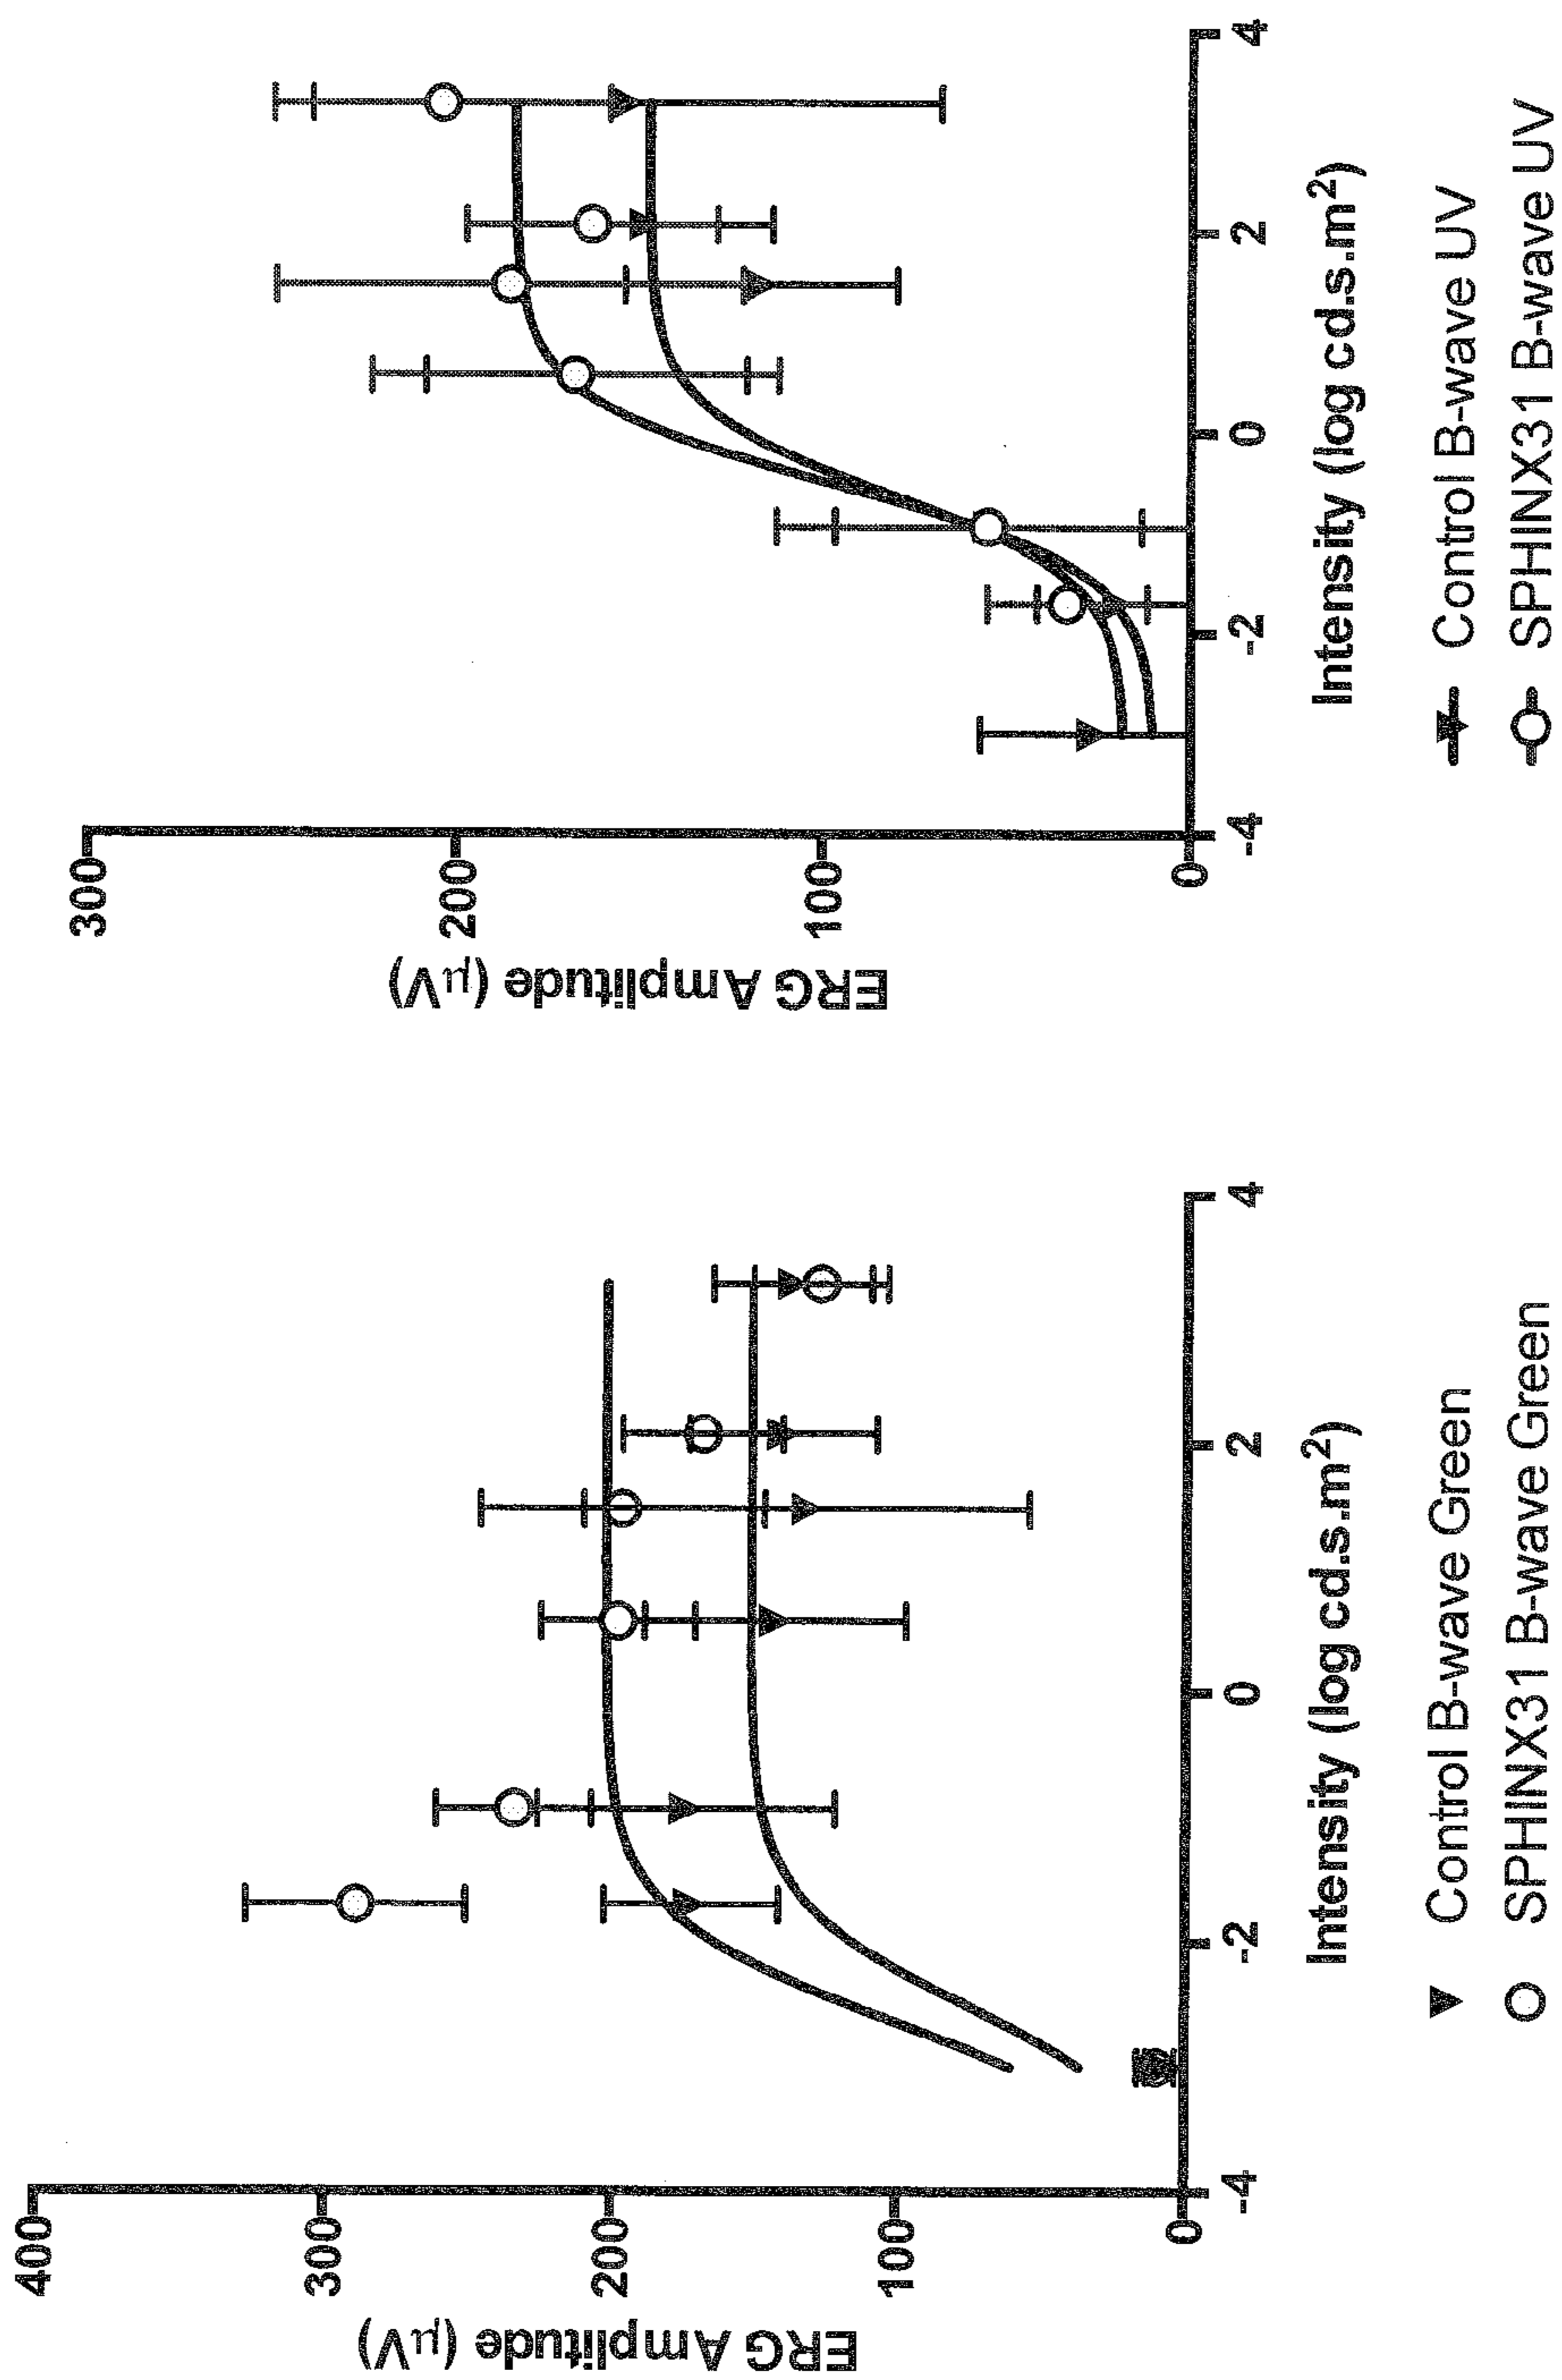 ERG Amplitude (μV)
400
300
200
100
0
-4
-2
0
2
4
Intensity (log cd.s.m²)
Control B-wave Green
SPHINX31 B-wave Green
ERG Amplitude (μV)
300
200
100
0
-4
-2
0
2
4
Intensity (log cd.s.m²)
Control B-wave UV
SPHINX31 B-wave UV